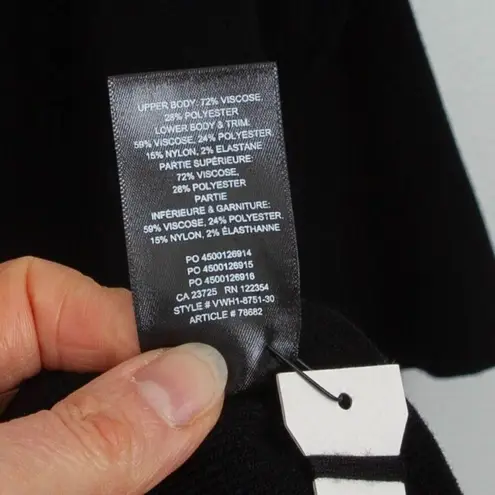 UPPER BODY: 72% VISCOSE,
28% POLYESTER
LOWER BODY & TRIM:
59% VISCOSE, 24% POLYESTER,
15% NYLON, 2% ELASTANE
PARTIE SUPÉRIEURE:
72% VISCOSE,
28% POLYESTER
PARTIE
INFÉRIEURE & GARNITURE:
59% VISCOSE, 24% POLYESTER,
15% NYLON, 2% ÉLASTHANNE
PO 4500126914
PO 4500126915
PO 4500126916
CA 23725 RN 122354
STYLE # VWH1-8751-30
ARTICLE # 78682